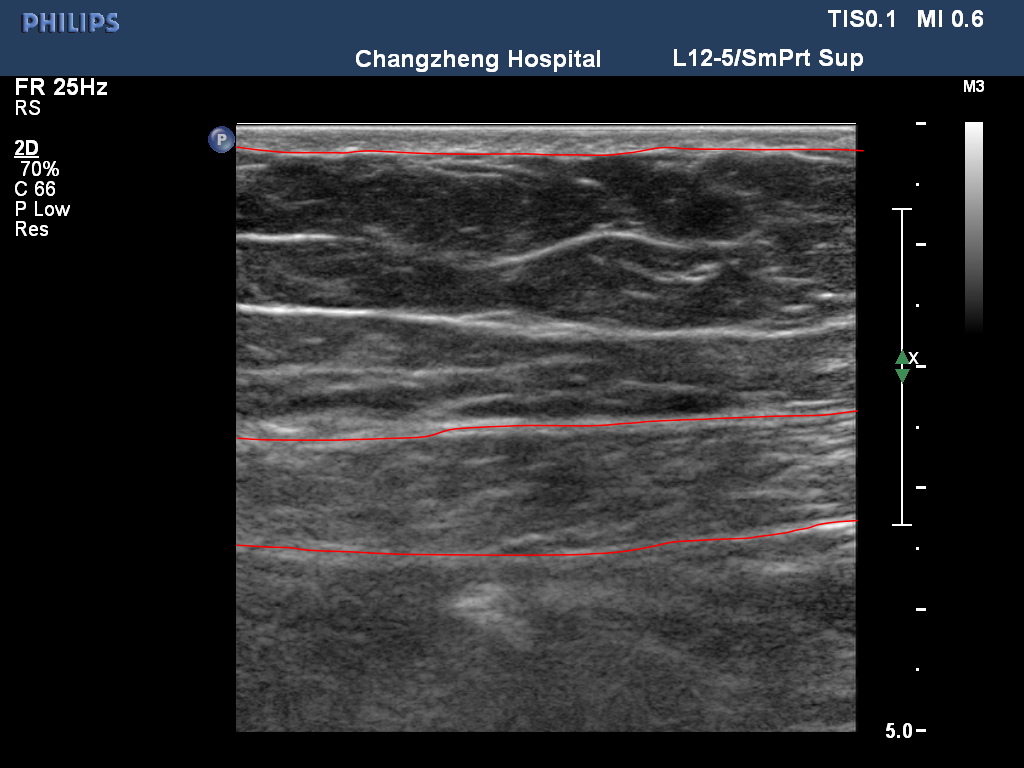 PHILIPS
TIS0.1 MI 0.6
Changzheng Hospital L12-5/SmPrt Sup
FR 25Hz
RS
M3
P
2D
70%
C 66
P Low
Res
X
5.0